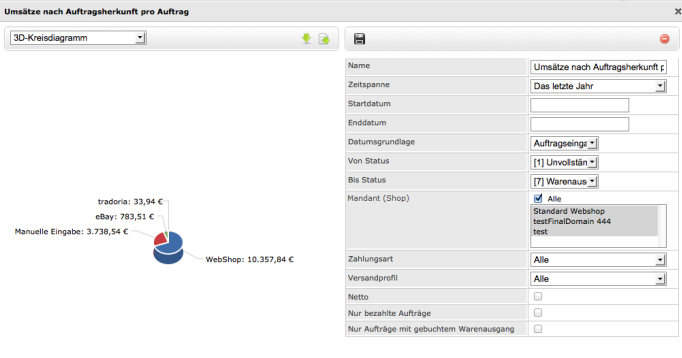 Umsätze nach Auftragsherkunft pro Auftrag
3D-Kreisdiagramm
tradoria: 33,94 €
eBay: 783,51 €
Manuelle Eingabe: 3.738,54 €
WebShop: 10.357,84 €
Name Umsätze nach Auftragsherkunft p
Zeitspanne Das letzte Jahr
Startdatum
Enddatum
Datumsgrundlage Auftragseinga
Von Status [1] Unvollstän
Bis Status [7] Warenaus
Mandant (Shop) Alle
Standard Webshop
testFinalDomain 444
test
Zahlungsart Alle
Versandprofil Alle
Netto
Nur bezahlte Aufträge
Nur Aufträge mit gebuchtem Warenausgang